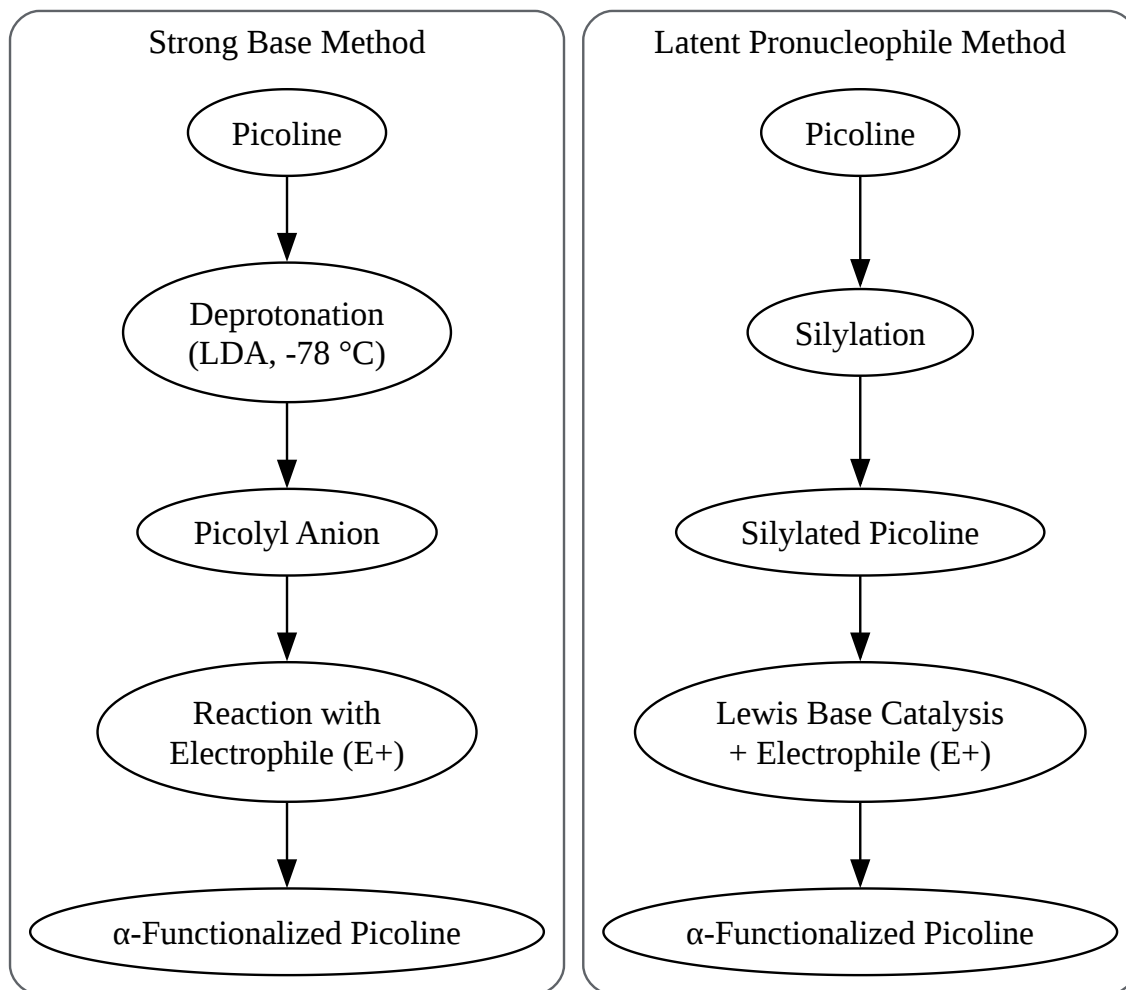 Strong Base Method
Picoline
Deprotonation
(LDA, -78 °C)
Picolyl Anion
Reaction with
Electrophile (E+)
α-Functionalized Picoline
Latent Pronucleophile Method
Picoline
Silylation
Silylated Picoline
Lewis Base Catalysis
+ Electrophile (E+)
α-Functionalized Picoline